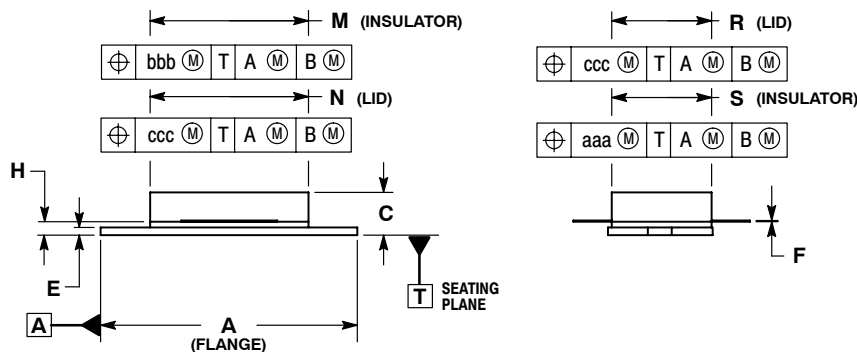 M (INSULATOR)
⌖ bbb Ⓜ T A Ⓜ B Ⓜ
N (LID)
⌖ ccc Ⓜ T A Ⓜ B Ⓜ
H
C
E
T SEATING
PLANE
A
A
(FLANGE)
R (LID)
⌖ ccc Ⓜ T A Ⓜ B Ⓜ
S (INSULATOR)
⌖ aaa Ⓜ T A Ⓜ B Ⓜ
F